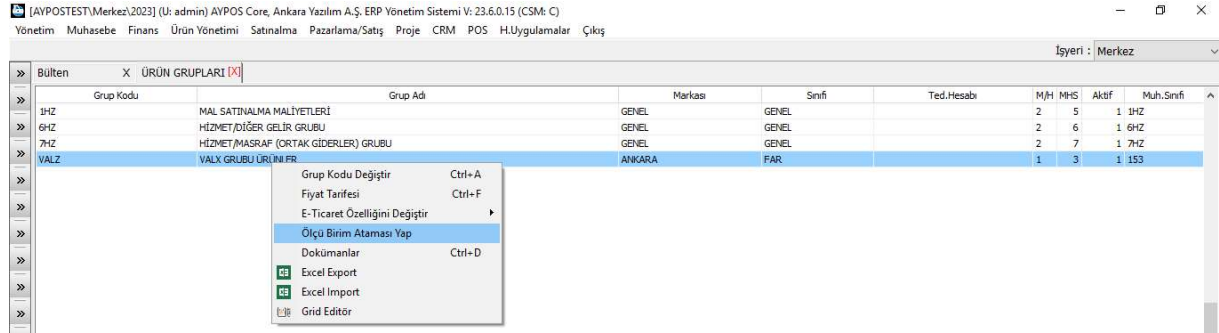 [AYPOSTEST\Merkez\2023] (U: admin) AYPOS Core, Ankara Yazılım A.Ş. ERP Yönetim Sistemi V: 23.6.0.15 (CSM: C)
Yönetim Muhasebe Finans Ürün Yönetimi Satınalma Pazarlama/Satış Proje CRM POS H.Uygulamalar Çıkış
İşyeri : Merkez
Bülten X ÜRÜN GRUPLARI [X]
Grup Kodu Grup Adı Markası Sınıfı Ted.Hesabı M/H MHS Aktif Muh.Sınıfı
1HZ MAL SATINALMA MALİYETLERİ GENEL GENEL 2 5 1 1HZ
6HZ HİZMET/DİĞER GELİR GRUBU GENEL GENEL 2 6 1 6HZ
7HZ HİZMET/MASRAF (ORTAK GİDERLER) GRUBU GENEL GENEL 2 7 1 7HZ
VALZ VALX GRUBU ÜRÜNLER ANKARA FAR 1 3 1 153
Grup Kodu Değiştir Ctrl+A
Fiyat Tarifesi Ctrl+F
E-Ticaret Özelliğini Değiştir
Ölçü Birim Ataması Yap
Dokümanlar Ctrl+D
Excel Export
Excel Import
Grid Editör